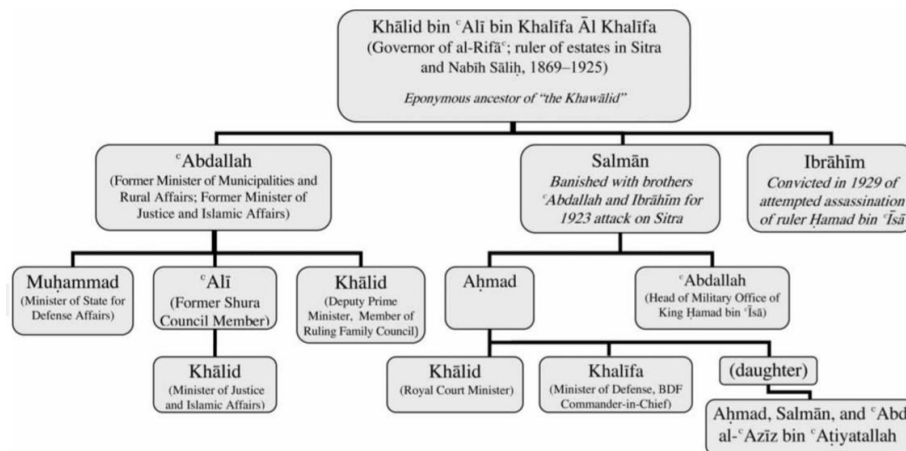 Khālid bin ʿAlī bin Khalīfa Āl Khalīfa
(Governor of al-Rifāʿ; ruler of estates in Sitra
and Nabīh Sāliḥ, 1869–1925)
Eponymous ancestor of “the Khawālid”
ʿAbdallah
(Former Minister of Municipalities and
Rural Affairs; Former Minister of
Justice and Islamic Affairs)
Salmān
Banished with brothers
ʿAbdallah and Ibrāhīm for
1923 attack on Sitra
Ibrāhīm
Convicted in 1929 of
attempted assassination
of ruler Ḥamad bin ʿĪsā
Muḥammad
(Minister of State for
Defense Affairs)
ʿAlī
(Former Shura
Council Member)
Khālid
(Deputy Prime
Minister, Member of
Ruling Family Council)
Aḥmad
ʿAbdallah
(Head of Military Office of
King Ḥamad bin ʿĪsā)
Khālid
(Minister of Justice
and Islamic Affairs)
Khālid
(Royal Court Minister)
Khalīfa
(Minister of Defense, BDF
Commander-in-Chief)
(daughter)
Aḥmad, Salmān, and ʿAbd
al-ʿAzīz bin ʿAṭiyatallah